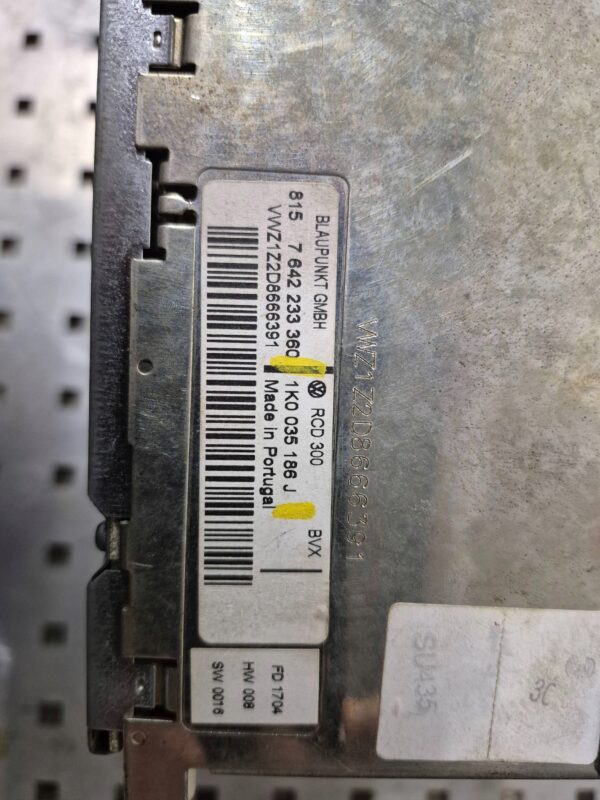 BLAUPUNKT GMBH
RCD 300
BVX
815 7 642 233 360
1K0 035 186 J
VWZ1Z2D8666391
Made in Portugal
FD 1704
HW 008
SW 0016
VWZ1Z2D8666391
SU435
3C